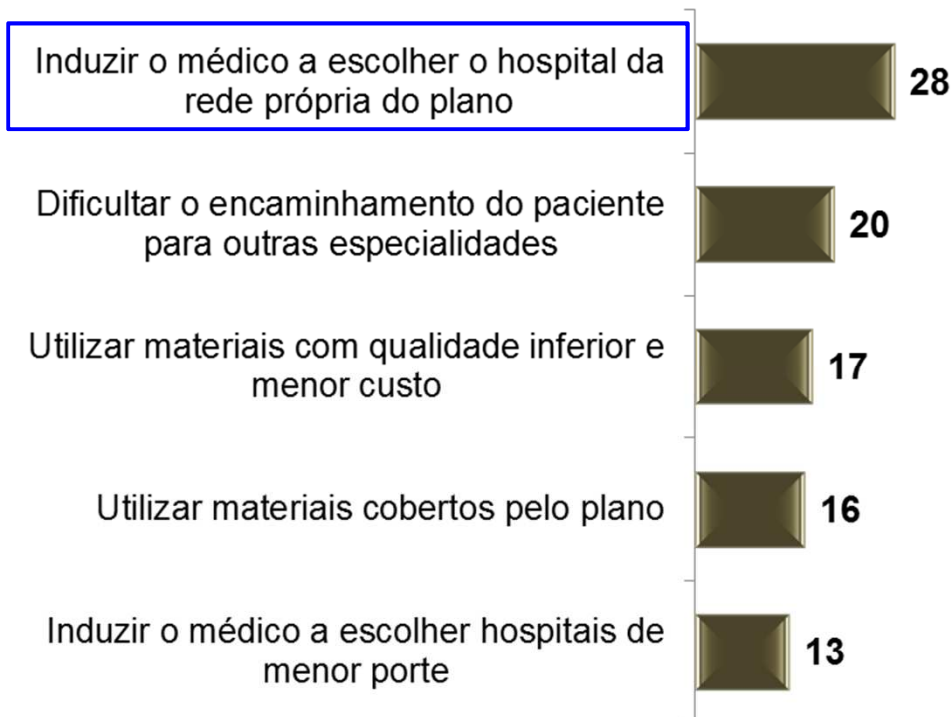 Induzir o médico a escolher o hospital da
rede própria do plano
28
Dificultar o encaminhamento do paciente
para outras especialidades
20
Utilizar materiais com qualidade inferior e
menor custo
17
Utilizar materiais cobertos pelo plano
16
Induzir o médico a escolher hospitais de
menor porte
13